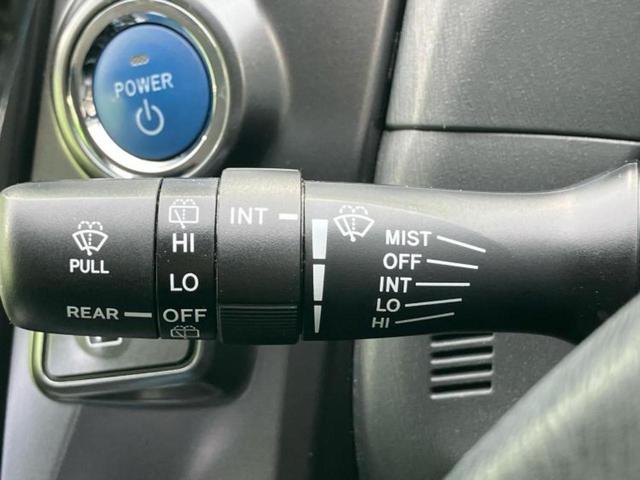 POWER
PULL
REAR
HI
LO
OFF
INT
MIST
OFF
INT
LO
HI